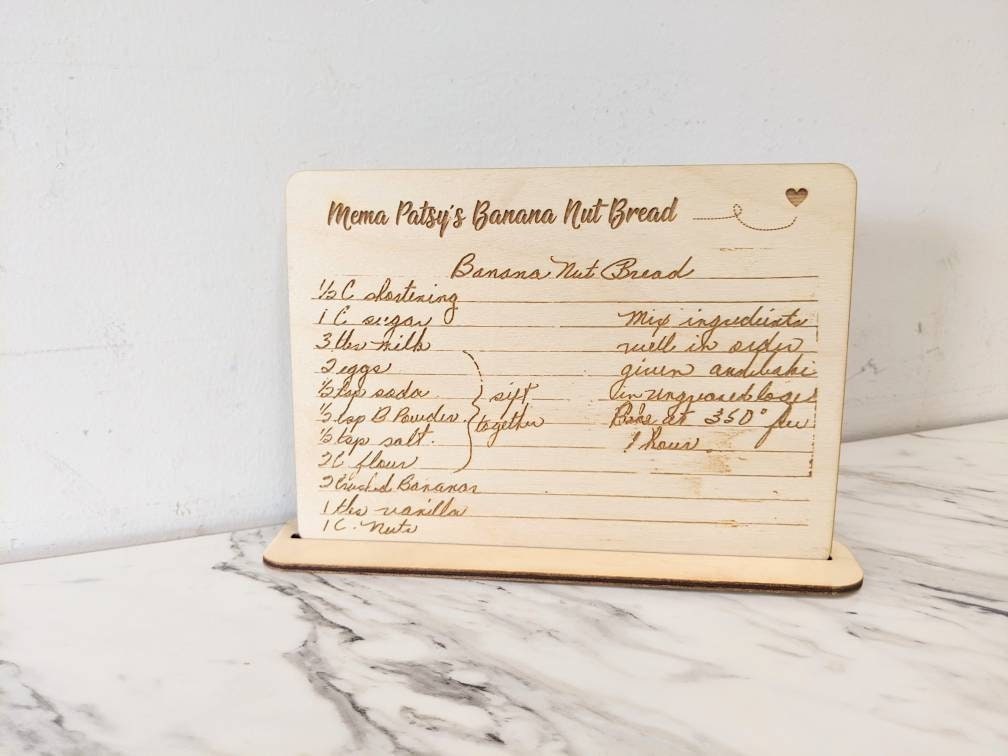 Mema Patsy's Banana Nut Bread
Banana Nut Bread
1/2 C shortening
1 C sugar
3 tbs milk
2 eggs
1/2 tsp soda
1/2 tsp B Powder
1/2 tsp salt.
2 C flour
sift
together
2 crushed Bananas
1 tbs vanilla
1 C. Nuts
Mix ingredients
well in order
given and bake
in ungreased
Bake at 350° for
1 hour.